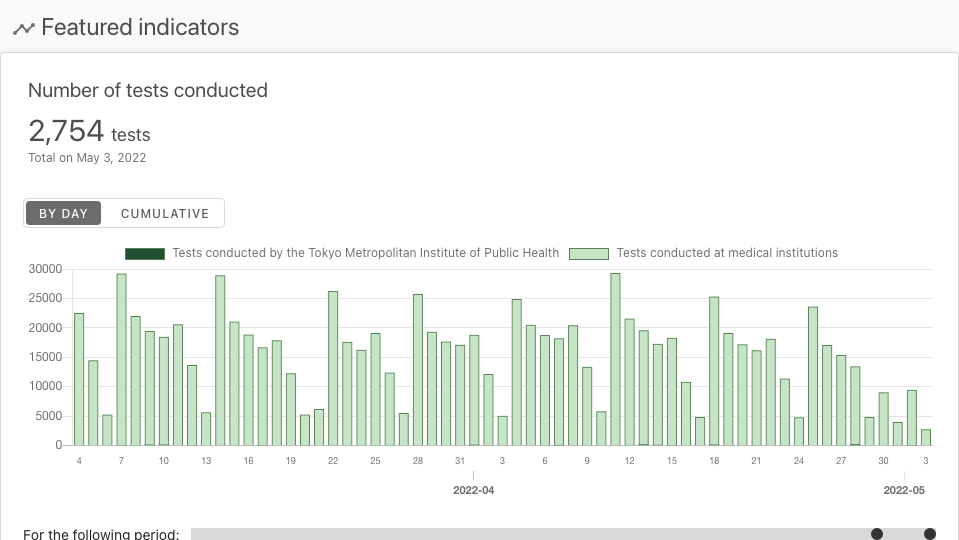 Featured indicators
Number of tests conducted
2,754 tests
Total on May 3, 2022
BY DAY CUMULATIVE
Tests conducted by the Tokyo Metropolitan Institute of Public Health Tests conducted at medical institutions
30000
25000
20000
15000
10000
5000
0
4 7 10 13 16 19 22 25 28 31 3 6 9 12 15 18 21 24 27 30 3
2022-04 2022-05
For the following period: